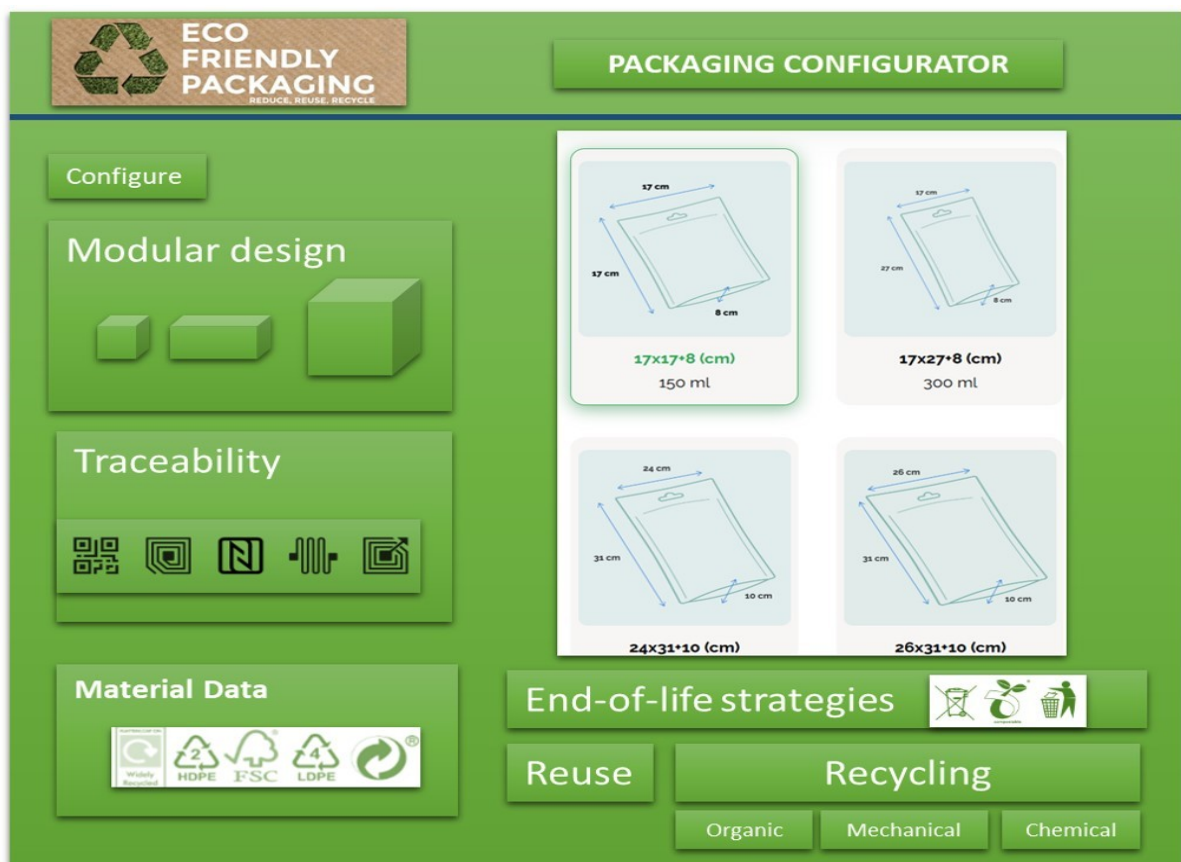 ECO
FRIENDLY
PACKAGING
REDUCE, REUSE, RECYCLE
PACKAGING CONFIGURATOR
Configure
Modular design
Traceability
Material Data
Widely
Recycled
2
HDPE
FSC
®
4
LDPE
®
17 cm
17 cm
8 cm
17x17+8 (cm)
150 ml
17 cm
27 cm
8 cm
17x27+8 (cm)
300 ml
24 cm
31 cm
10 cm
24x31+10 (cm)
26 cm
31 cm
10 cm
26x31+10 (cm)
End-of-life strategies
compostable
Reuse
Recycling
Organic
Mechanical
Chemical